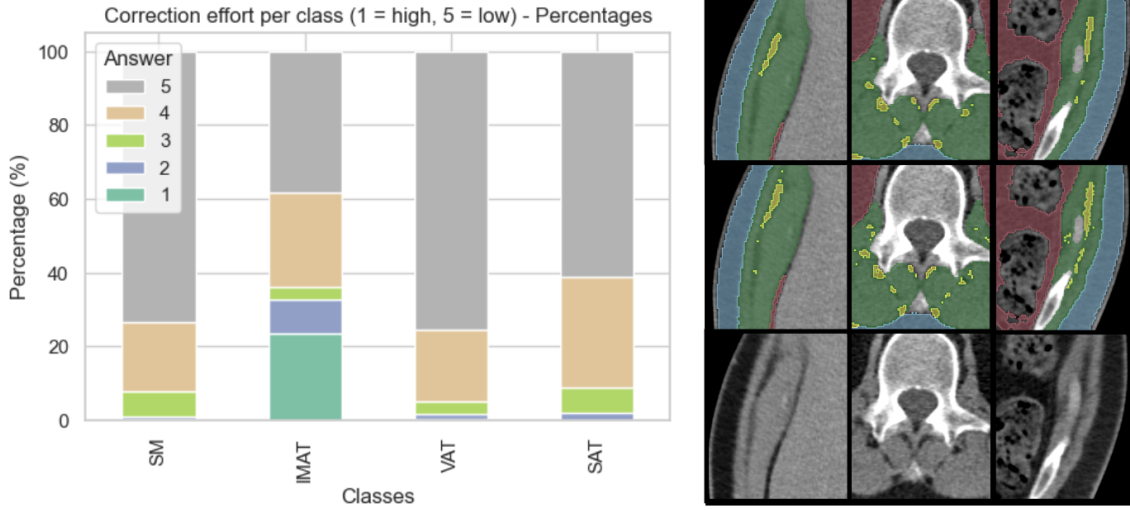 Correction effort per class (1 = high, 5 = low) - Percentages
Percentage (%)
100
80
60
40
20
0
Answer
5
4
3
2
1
SM
IMAT
VAT
SAT
Classes